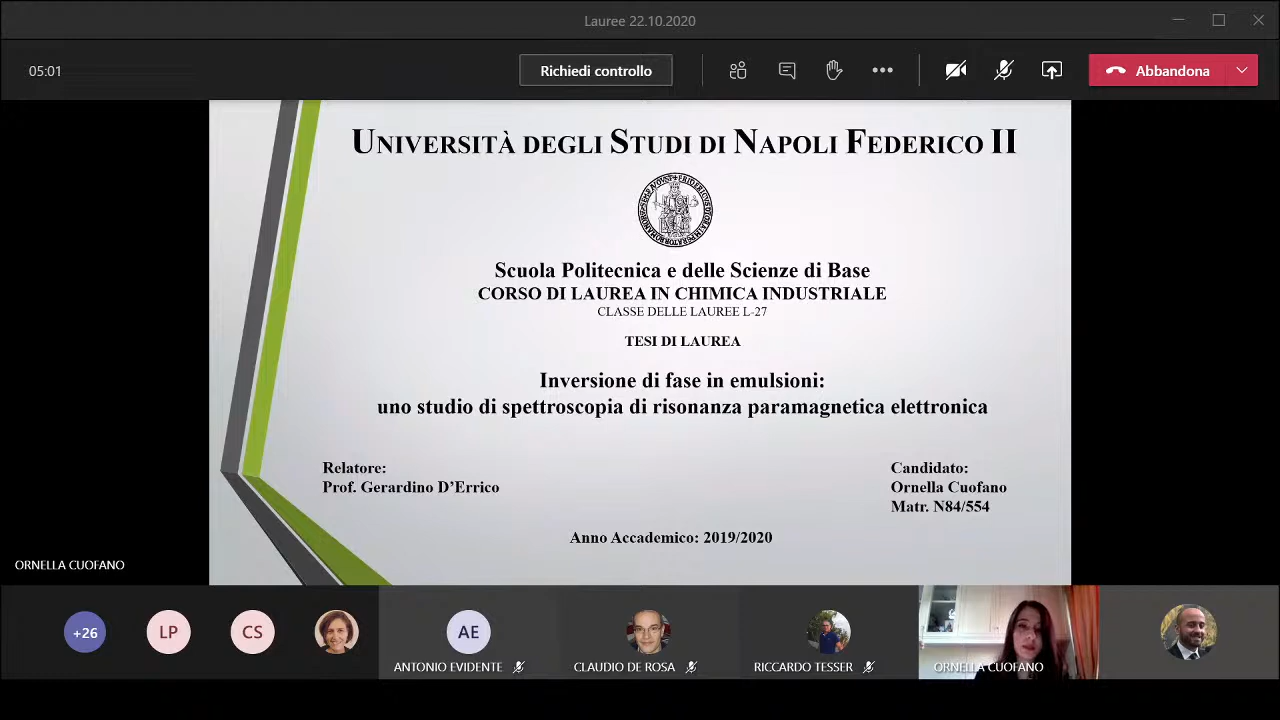 Lauree 22.10.2020
05:01
Richiedi controllo
Abbandona
UNIVERSITÀ DEGLI STUDI DI NAPOLI FEDERICO II
Scuola Politecnica e delle Scienze di Base
CORSO DI LAUREA IN CHIMICA INDUSTRIALE
CLASSE DELLE LAUREE L-27
TESI DI LAUREA
Inversione di fase in emulsioni:
uno studio di spettroscopia di risonanza paramagnetica elettronica
Relatore:
Prof. Gerardino D'Errico
Candidato:
Ornella Cuofano
Matr. N84/554
Anno Accademico: 2019/2020
ORNELLA CUOFANO
+26
LP
CS
AE
ANTONIO EVIDENTE
CLAUDIO DE ROSA
RICCARDO TESSER
ORNELLA CUOFANO